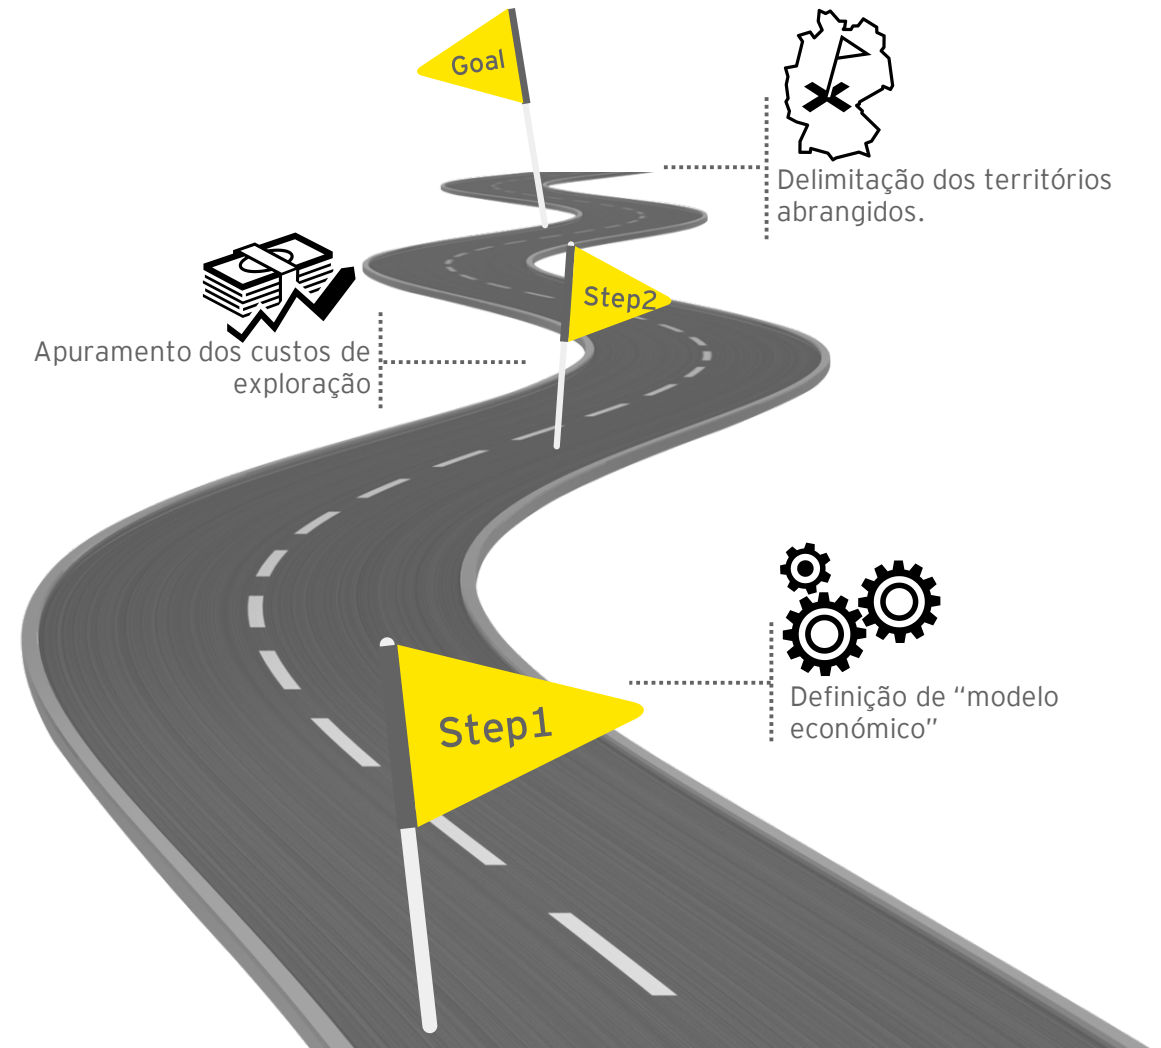 Goal
Delimitação dos territórios
abrangidos.
Step2
Apuramento dos custos de
exploração
Step1
Definição de “modelo
económico”